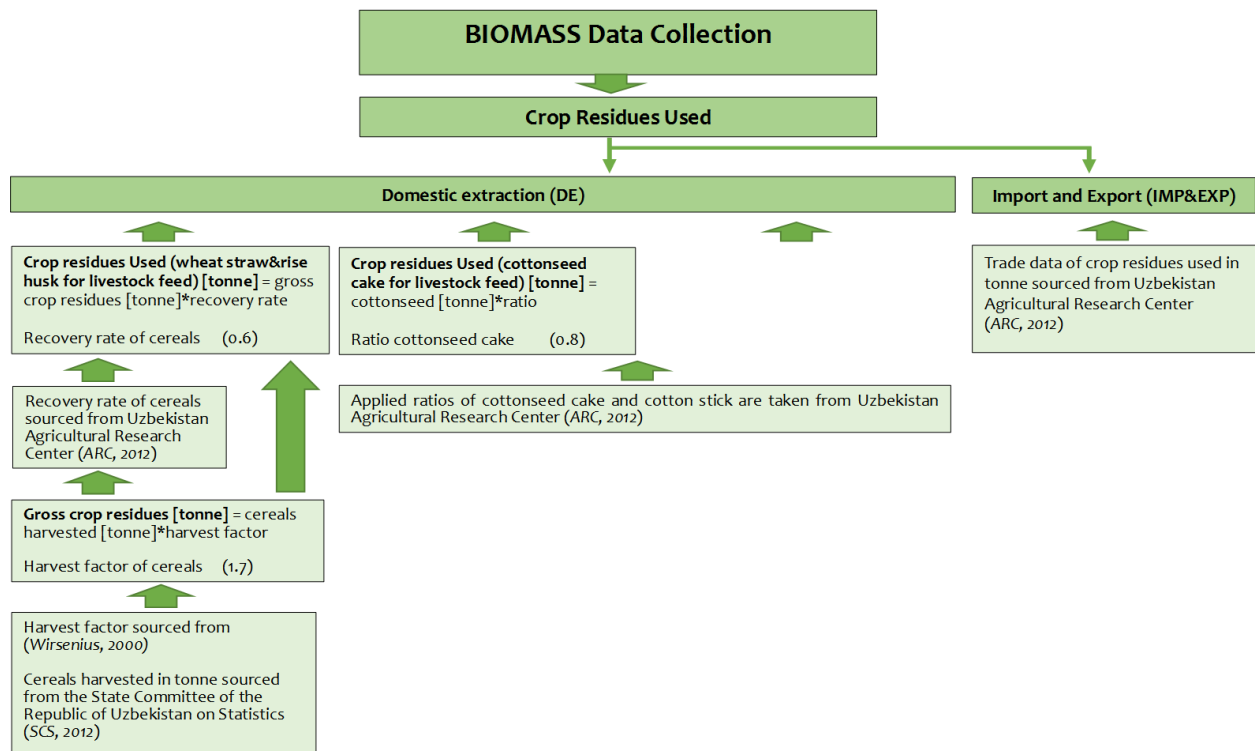 BIOMASS Data Collection
Crop Residues Used
Domestic extraction (DE)
Import and Export (IMP&EXP)
Crop residues Used (wheat straw&rise
husk for livestock feed) [tonne] = gross
crop residues [tonne]*recovery rate
Recovery rate of cereals (0.6)
Crop residues Used (cottonseed
cake for livestock feed) [tonne] =
cottonseed [tonne]*ratio
Ratio cottonseed cake (0.8)
Trade data of crop residues used in
tonne sourced from Uzbekistan
Agricultural Research Center
(ARC, 2012)
Recovery rate of cereals
sourced from Uzbekistan
Agricultural Research
Center (ARC, 2012)
Applied ratios of cottonseed cake and cotton stick are taken from Uzbekistan
Agricultural Research Center (ARC, 2012)
Gross crop residues [tonne] = cereals
harvested [tonne]*harvest factor
Harvest factor of cereals (1.7)
Harvest factor sourced from
(Wirsenius, 2000)
Cereals harvested in tonne sourced
from the State Committee of the
Republic of Uzbekistan on Statistics
(SCS, 2012)